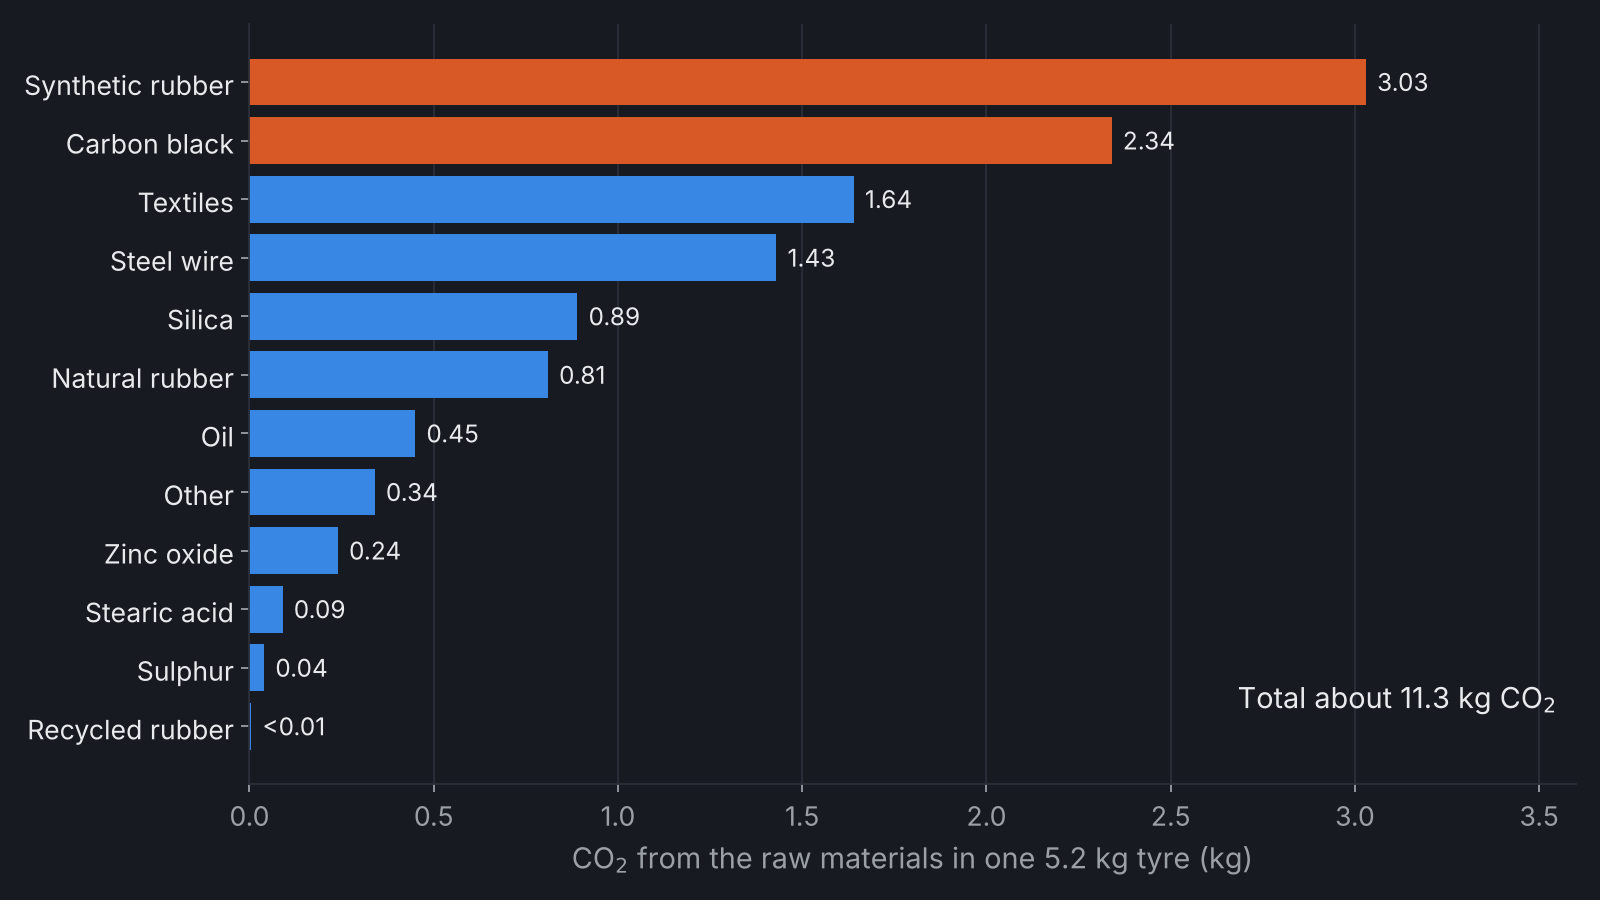 Synthetic rubber 3.03
Carbon black 2.34
Textiles 1.64
Steel wire 1.43
Silica 0.89
Natural rubber 0.81
Oil 0.45
Other 0.34
Zinc oxide 0.24
Stearic acid 0.09
Sulphur 0.04
Total about 11.3 kg CO₂
Recycled rubber <0.01
0.0 0.5 1.0 1.5 2.0 2.5 3.0 3.5
CO₂ from the raw materials in one 5.2 kg tyre (kg)